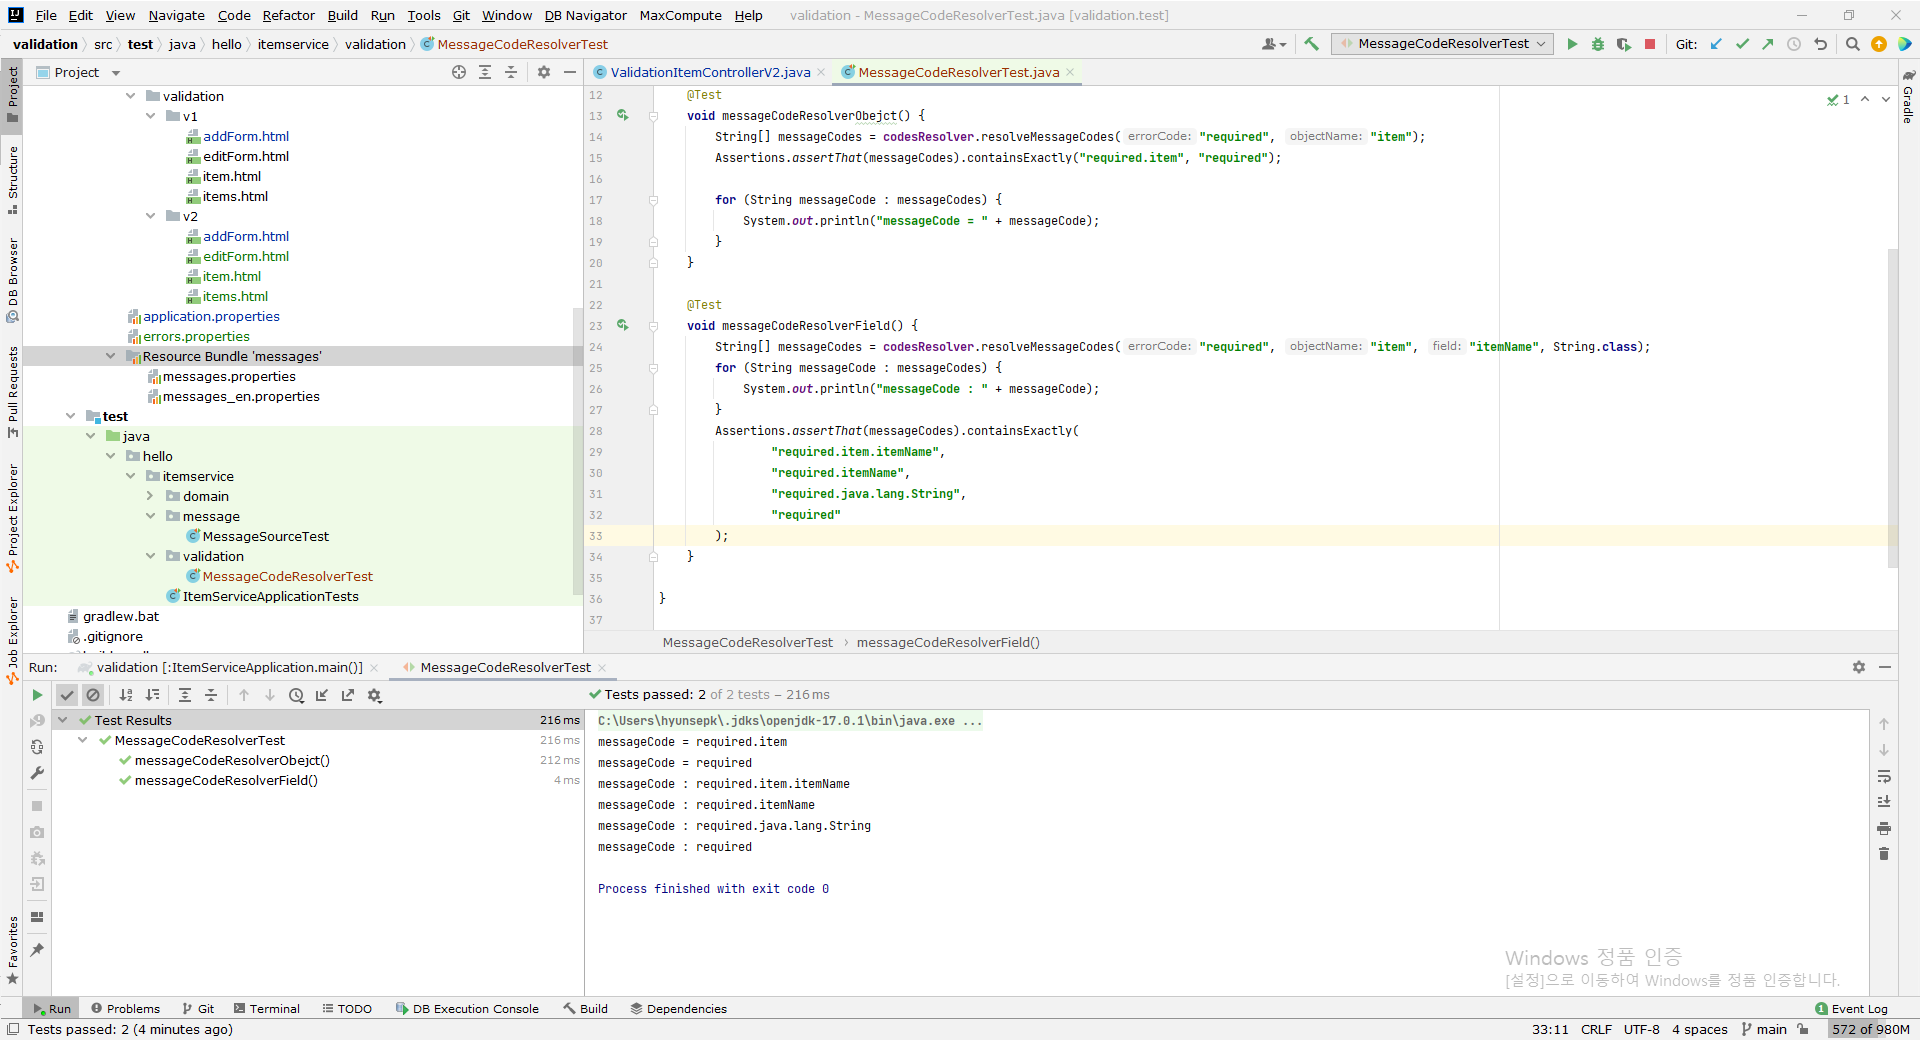 File Edit View Navigate Code Refactor Build Run Tools Git Window DB Navigator MaxCompute Help validation - MessageCodeResolverTest.java [validation.test]
validation src test java hello itemservice validation MessageCodeResolverTest
MessageCodeResolverTest
Git:
Project
ValidationItemControllerV2.java
MessageCodeResolverTest.java
Project
Structure
DB Browser
Pull Requests
Project Explorer
Job Explorer
Favorites
Gradle
validation
v1
addForm.html
editForm.html
item.html
items.html
v2
addForm.html
editForm.html
item.html
items.html
application.properties
errors.properties
Resource Bundle 'messages'
messages.properties
messages_en.properties
test
java
hello
itemservice
domain
message
MessageSourceTest
validation
MessageCodeResolverTest
ItemServiceApplicationTests
gradlew.bat
.gitignore
1
12 @Test
13 void messageCodeResolverObejct() {
14 String[] messageCodes = codesResolver.resolveMessageCodes( errorCode: "required", objectName: "item");
15 Assertions.assertThat(messageCodes).containsExactly("required.item", "required");
16
17 for (String messageCode : messageCodes) {
18 System.out.println("messageCode = " + messageCode);
19 }
20 }
21
22 @Test
23 void messageCodeResolverField() {
24 String[] messageCodes = codesResolver.resolveMessageCodes( errorCode: "required", objectName: "item", field: "itemName", String.class);
25 for (String messageCode : messageCodes) {
26 System.out.println("messageCode : " + messageCode);
27 }
28 Assertions.assertThat(messageCodes).containsExactly(
29 "required.item.itemName",
30 "required.itemName",
31 "required.java.lang.String",
32 "required"
33 );
34 }
35
36 }
37
MessageCodeResolverTest messageCodeResolverField()
Run: validation [:ItemServiceApplication.main()] MessageCodeResolverTest
Tests passed: 2 of 2 tests – 216 ms
Test Results 216 ms
MessageCodeResolverTest 216 ms
messageCodeResolverObejct() 212 ms
messageCodeResolverField() 4 ms
C:\Users\hyunsepk\.jdks\openjdk-17.0.1\bin\java.exe ...
messageCode = required.item
messageCode = required
messageCode : required.item.itemName
messageCode : required.itemName
messageCode : required.java.lang.String
messageCode : required
Process finished with exit code 0
Windows 정품 인증
[설정]으로 이동하여 Windows를 정품 인증합니다.
Run Problems Git Terminal TODO DB Execution Console Build Dependencies 1 Event Log
Tests passed: 2 (4 minutes ago) 33:11 CRLF UTF-8 4 spaces main 572 of 980M